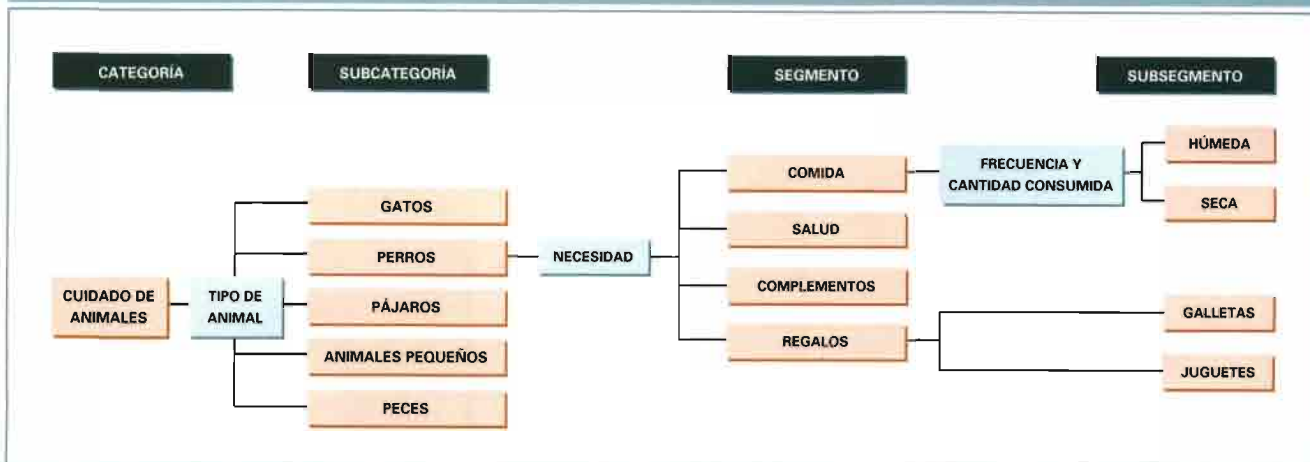 CATEGORÍA
SUBCATEGORÍA
SEGMENTO
SUBSEGMENTO
CUIDADO DE
ANIMALES
TIPO DE
ANIMAL
GATOS
PERROS
PÁJAROS
ANIMALES PEQUEÑOS
PECES
NECESIDAD
COMIDA
SALUD
COMPLEMENTOS
REGALOS
FRECUENCIA Y
CANTIDAD CONSUMIDA
HÚMEDA
SECA
GALLETAS
JUGUETES